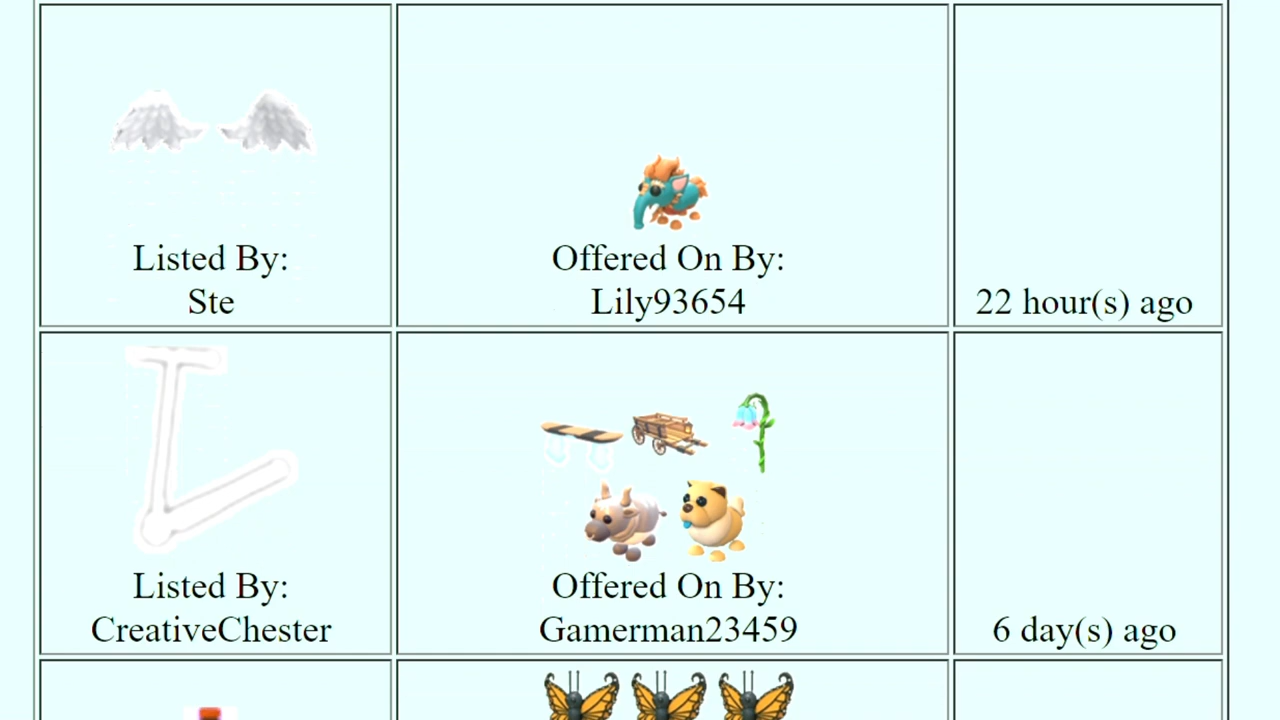 Listed By:
Ste
Offered On By:
Lily93654
22 hour(s) ago
Listed By:
CreativeChester
Offered On By:
Gamerman23459
6 day(s) ago